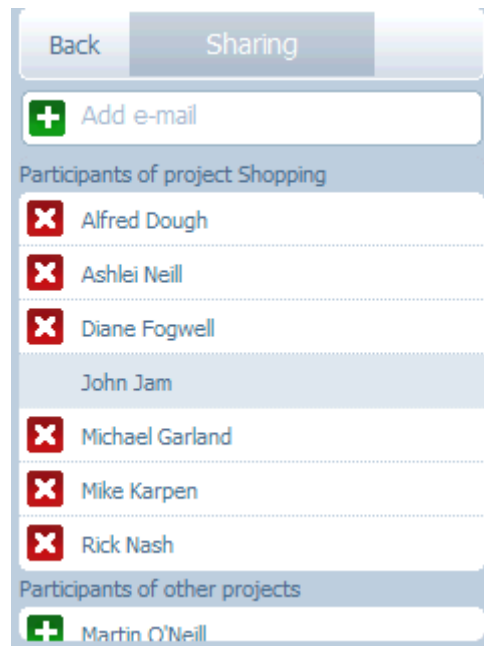 Back
Sharing
Add e-mail
Participants of project Shopping
Alfred Dough
Ashlei Neill
Diane Fogwell
John Jam
Michael Garland
Mike Karpen
Rick Nash
Participants of other projects
Martin O'Neill